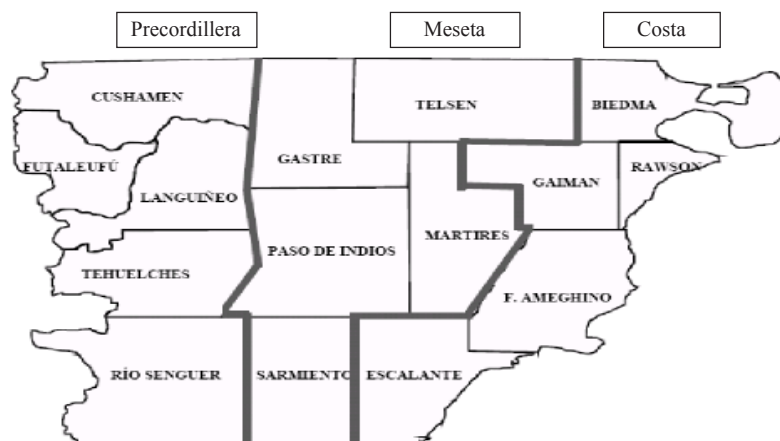 Precordillera Meseta Costa
CUSHAMEN
TELSEN
BIEDMA
FUTALEUFÚ
GASTRE
RAWSON
GAIMAN
LANGUIÑEO
MARTIRES
PASO DE INDIOS
TEHUELCHES
F. AMEGHINO
RÍO SENGUER
SARMIENTO
ESCALANTE